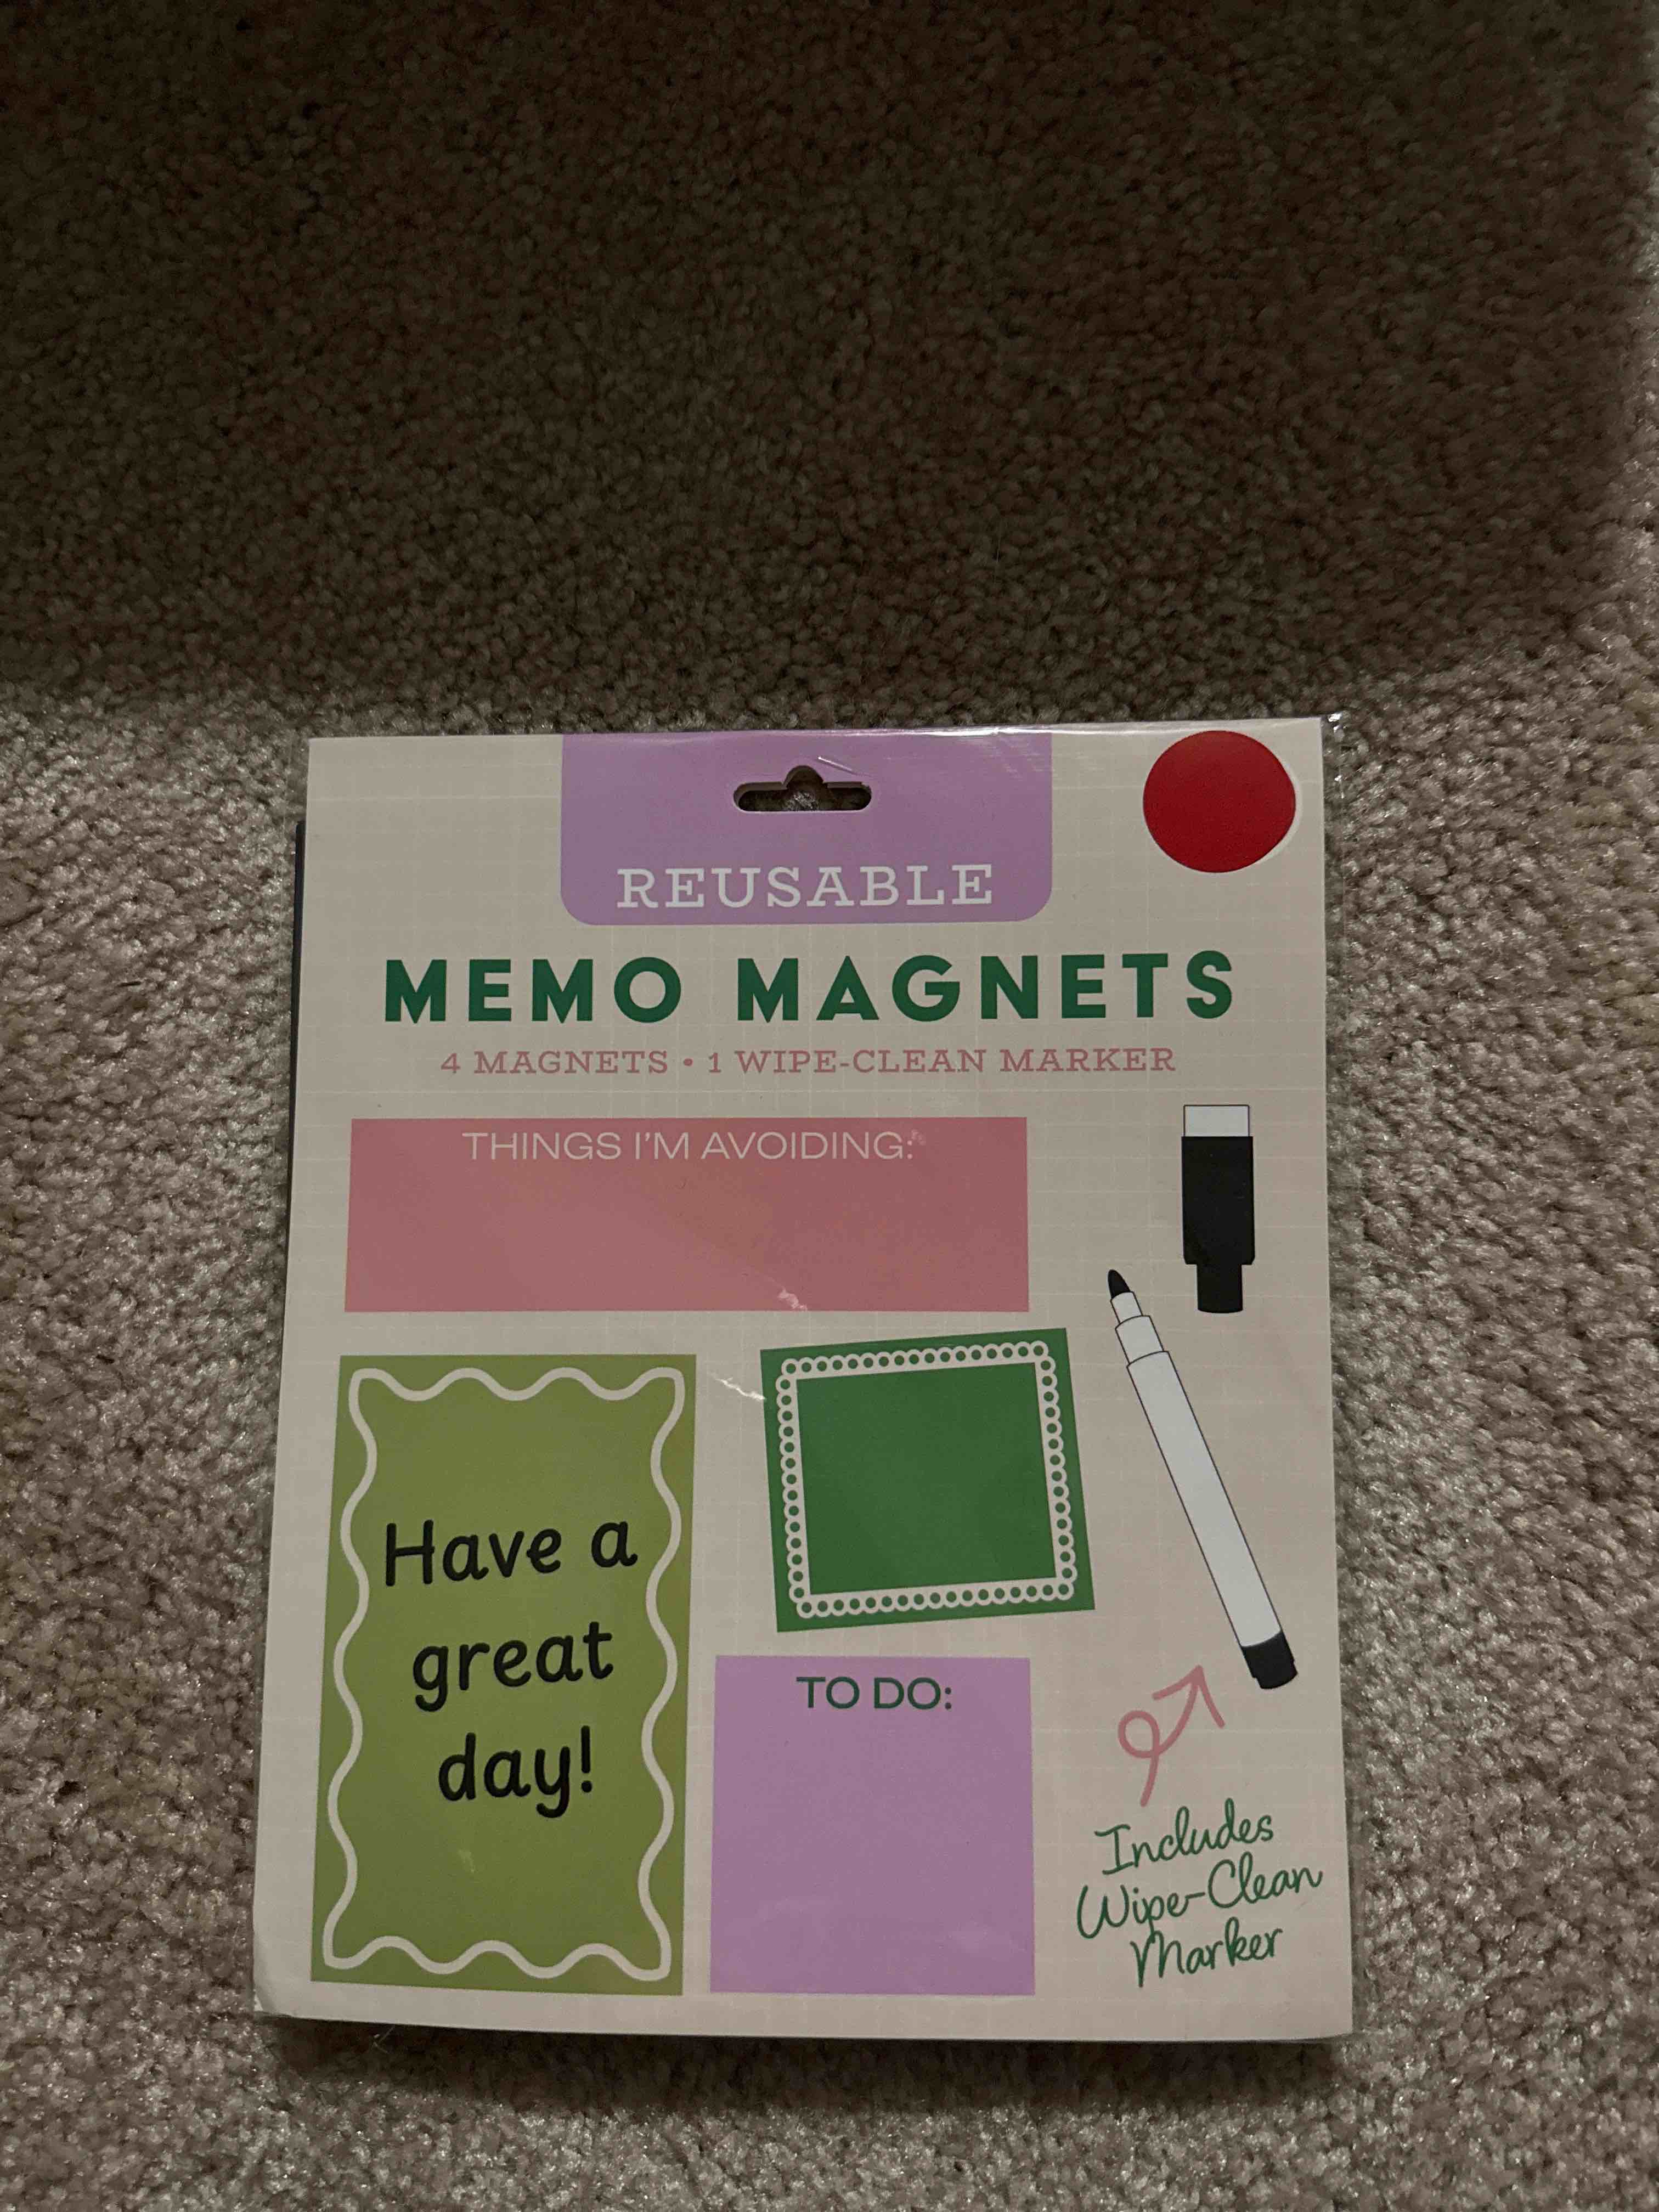 REUSABLE
MEMO MAGNETS
4 MAGNETS • 1 WIPE-CLEAN MARKER
THINGS I'M AVOIDING:
Have a
great
day!
TO DO:
Includes
Wipe-Clean
Marker